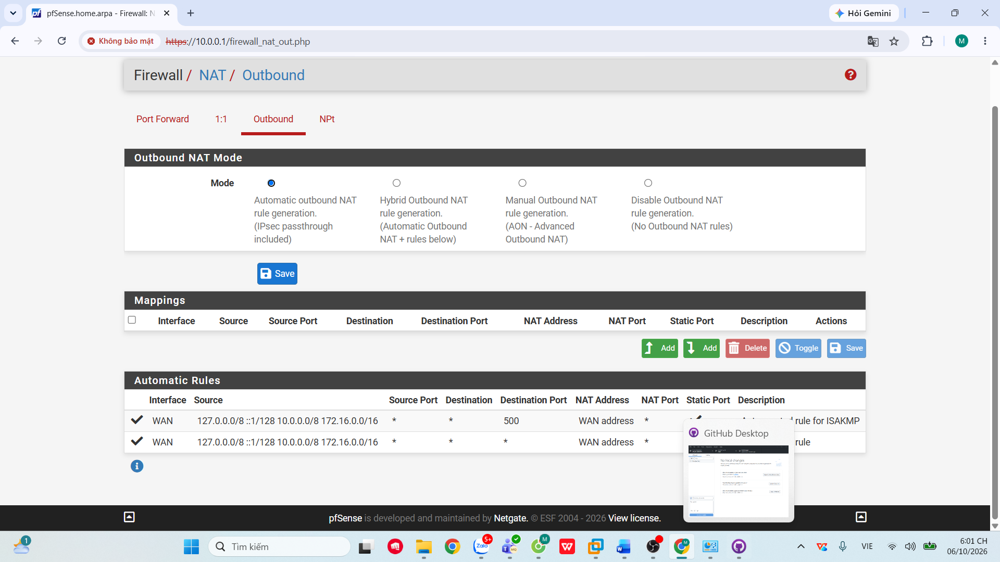 pfSense.home.arpa - Firewall: N
Hỏi Gemini
Không bảo mật
https://10.0.0.1/firewall_nat_out.php
M
Firewall / NAT / Outbound
Port Forward 1:1 Outbound NPt
Outbound NAT Mode
Mode
Automatic outbound NAT rule generation.
(IPsec passthrough included)
Hybrid Outbound NAT rule generation.
(Automatic Outbound NAT + rules below)
Manual Outbound NAT rule generation.
(AON - Advanced Outbound NAT)
Disable Outbound NAT rule generation.
(No Outbound NAT rules)
Save
Mappings
Interface Source Source Port Destination Destination Port NAT Address NAT Port Static Port Description Actions
Add Add Delete Toggle Save
Automatic Rules
Interface Source Source Port Destination Destination Port NAT Address NAT Port Static Port Description
WAN 127.0.0.0/8 ::1/128 10.0.0.0/8 172.16.0.0/16 * * 500 WAN address * rule for ISAKMP
WAN 127.0.0.0/8 ::1/128 10.0.0.0/8 172.16.0.0/16 * * * WAN address * rule
GitHub Desktop
No local changes
pfSense is developed and maintained by Netgate. © ESF 2004 - 2026 View license.
1
Tìm kiếm
5+
Zalo
M
VIE
6:01 CH
06/10/2026